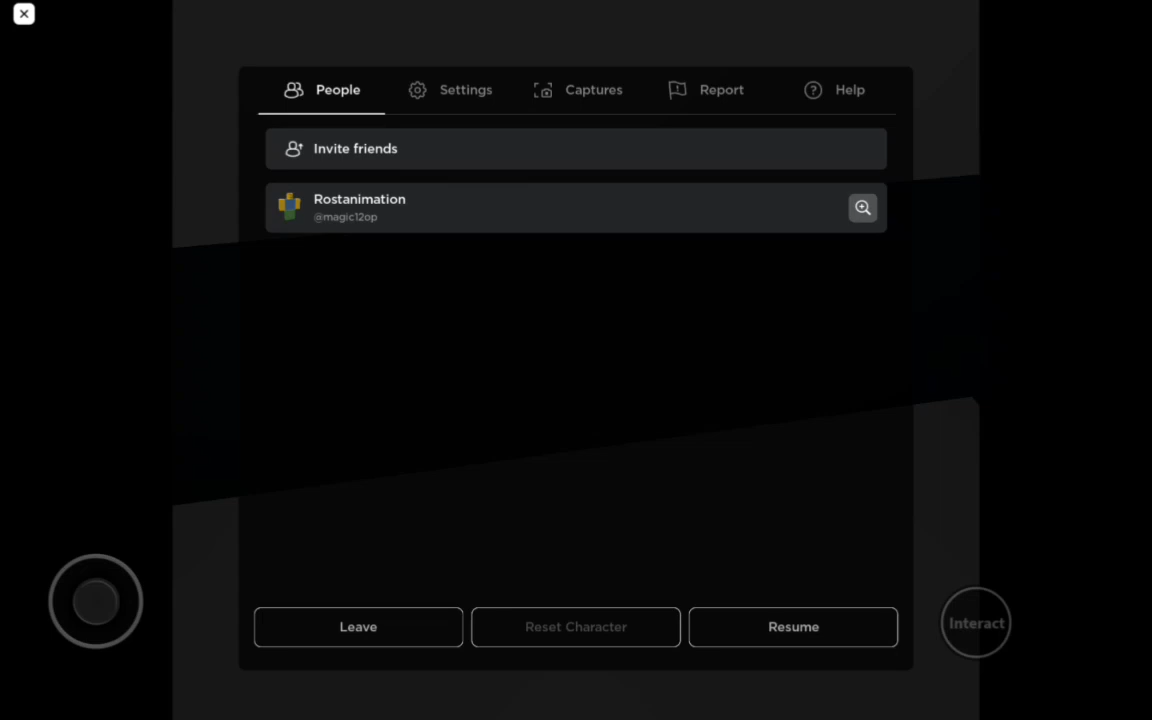 People
Settings
Captures
Report
Help
Invite friends
Rostanimation
@magic12op
Leave
Reset Character
Resume
Interact